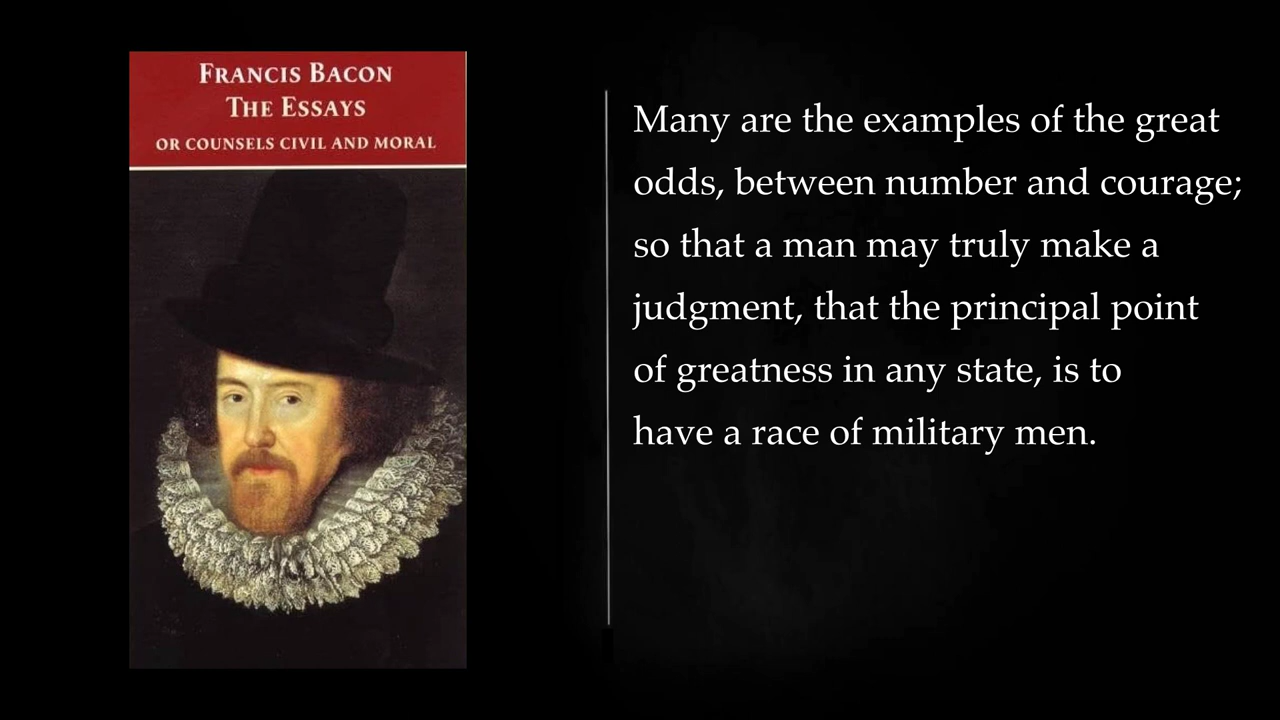 FRANCIS BACON
THE ESSAYS
OR COUNSELS CIVIL AND MORAL
Many are the examples of the great
odds, between number and courage;
so that a man may truly make a
judgment, that the principal point
of greatness in any state, is to
have a race of military men.